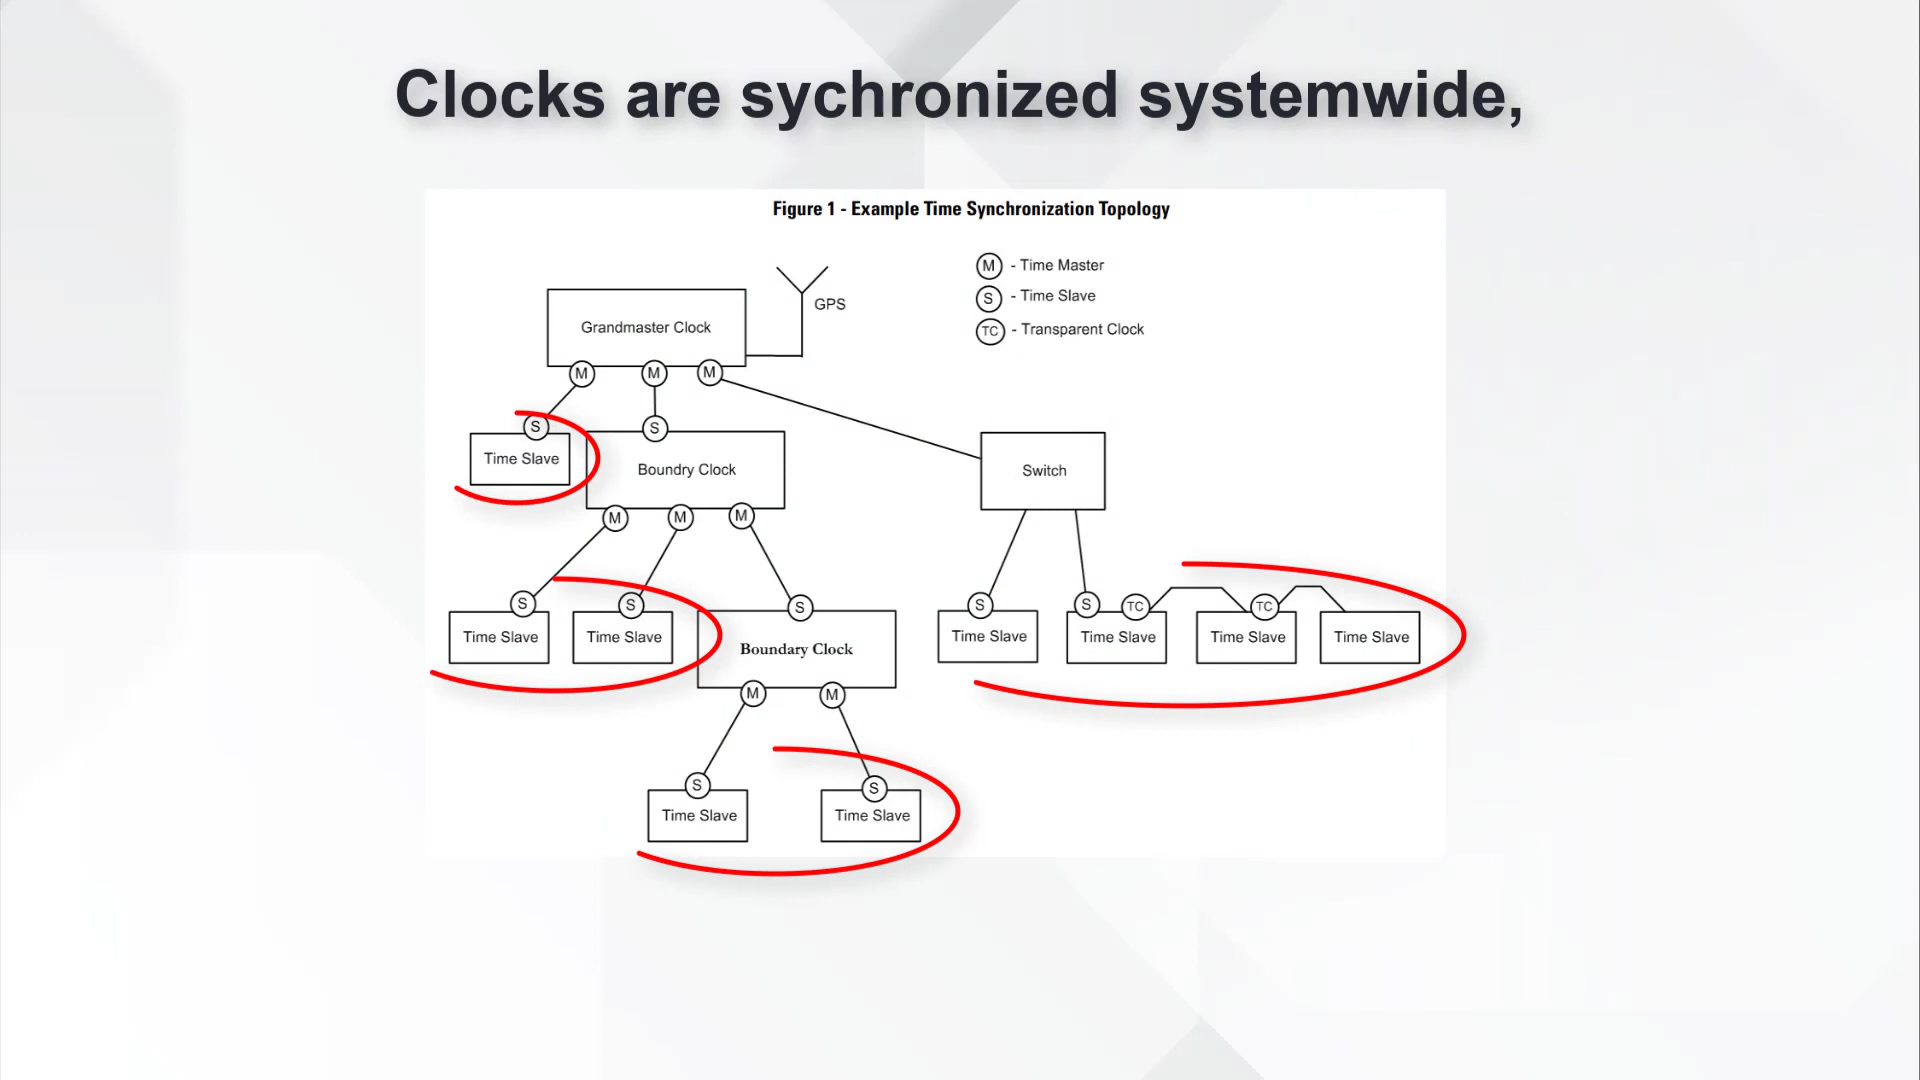 Clocks are sychronized systemwide,
Figure 1 - Example Time Synchronization Topology
M - Time Master
S - Time Slave
TC - Transparent Clock
GPS
Grandmaster Clock
M M M
S S
Time Slave
Boundry Clock
Switch
M M M
S S S S S TC TC
Time Slave
Time Slave
Boundary Clock
Time Slave
Time Slave
Time Slave
Time Slave
M M
S S
Time Slave
Time Slave